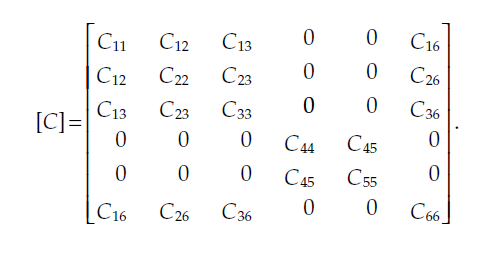 C₁₁ C₁₂ C₁₃ 0 0 C₁₆
C₁₂ C₂₂ C₂₃ 0 0 C₂₆
C₁₃ C₂₃ C₃₃ 0 0 C₃₆
[C]=
0 0 0 C₄₄ C₄₅ 0 .
0 0 0 C₄₅ C₅₅ 0
C₁₆ C₂₆ C₃₆ 0 0 C₆₆